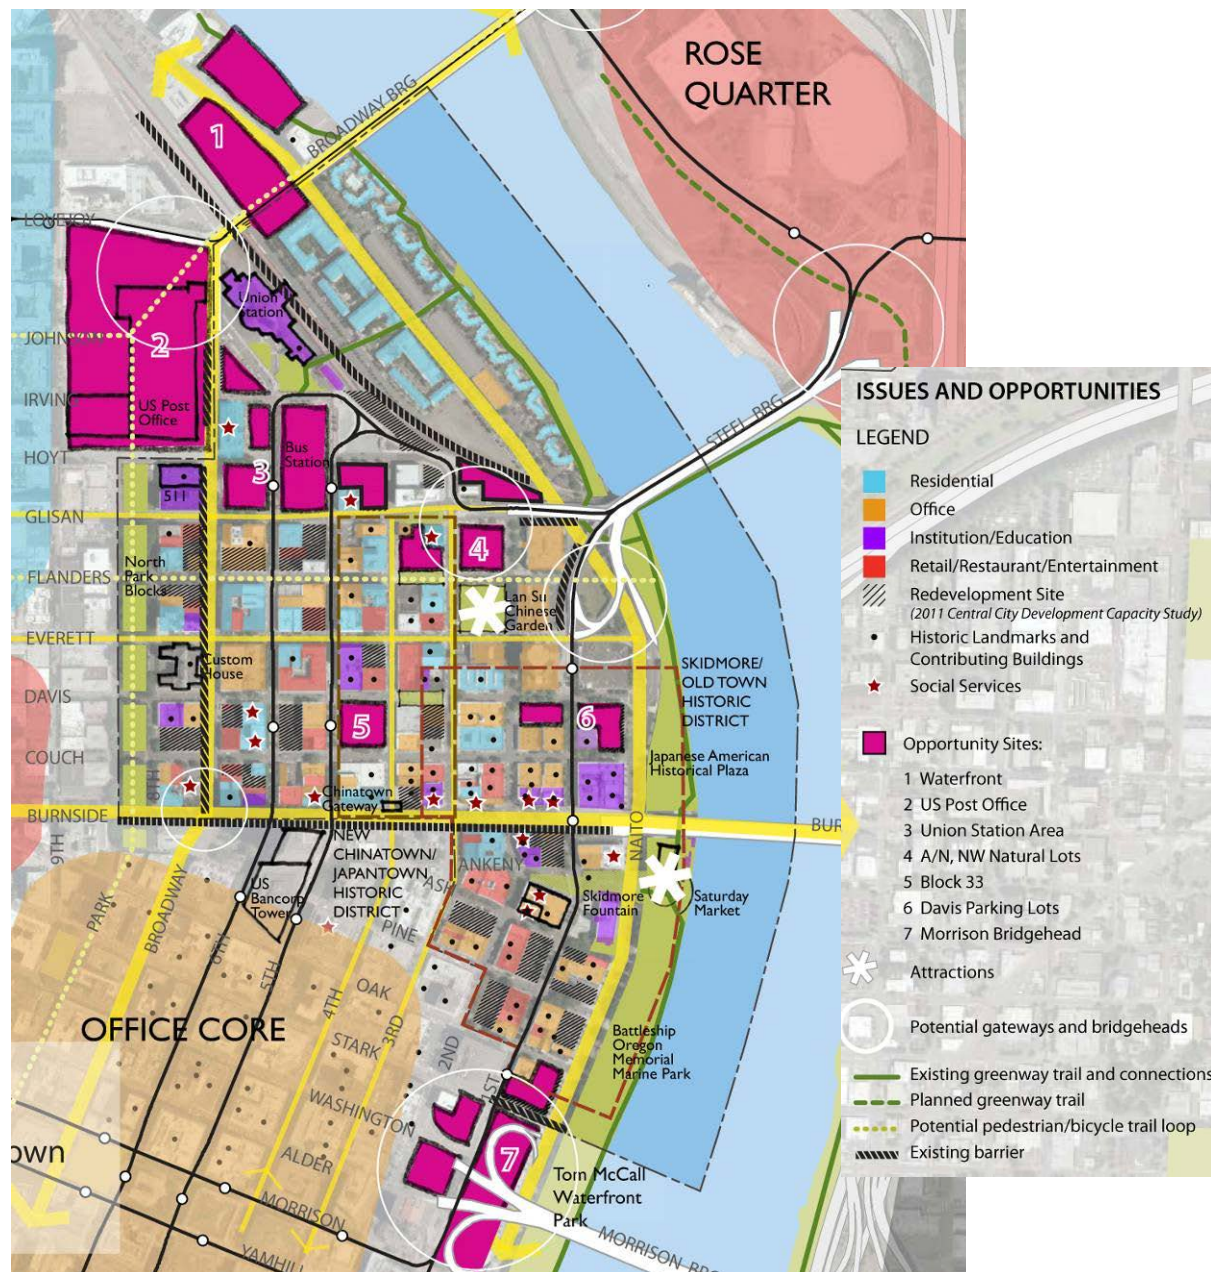 ROSE
QUARTER
1
BROADWAY BRG
LOVEJOY
Union
Station
JOHNSON
2
IRVING
US Post
Office
STEEL BRG
HOYT
Bus
Station
3
511
GLISAN
4
North
Park
Blocks
FLANDERS
Lan Su
Chinese
Garden
EVERETT
Custom
House
SKIDMORE/
OLD TOWN
HISTORIC
DISTRICT
DAVIS
5
6
COUCH
Japanese American
Historical Plaza
8TH
Chinatown
Gateway
BURNSIDE
NAITO
BUR
9TH
NEW
CHINATOWN/
JAPANTOWN
HISTORIC
DISTRICT
ANKENY
ASH
US
Bancorp
Tower
Skidmore
Fountain
Saturday
Market
PARK
BROADWAY
6TH
5TH
PINE
4TH
OAK
3RD
OFFICE CORE
STARK
2ND
Battleship
Oregon
Memorial
Marine Park
1ST
WASHINGTON
7
own
ALDER
Tom McCall
Waterfront
Park
MORRISON
MORRISON BRG
YAMHILL
ISSUES AND OPPORTUNITIES
LEGEND
Residential
Office
Institution/Education
Retail/Restaurant/Entertainment
Redevelopment Site
(2011 Central City Development Capacity Study)
Historic Landmarks and
Contributing Buildings
Social Services
Opportunity Sites:
1 Waterfront
2 US Post Office
3 Union Station Area
4 A/N, NW Natural Lots
5 Block 33
6 Davis Parking Lots
7 Morrison Bridgehead
Attractions
Potential gateways and bridgeheads
Existing greenway trail and connections
Planned greenway trail
Potential pedestrian/bicycle trail loop
Existing barrier